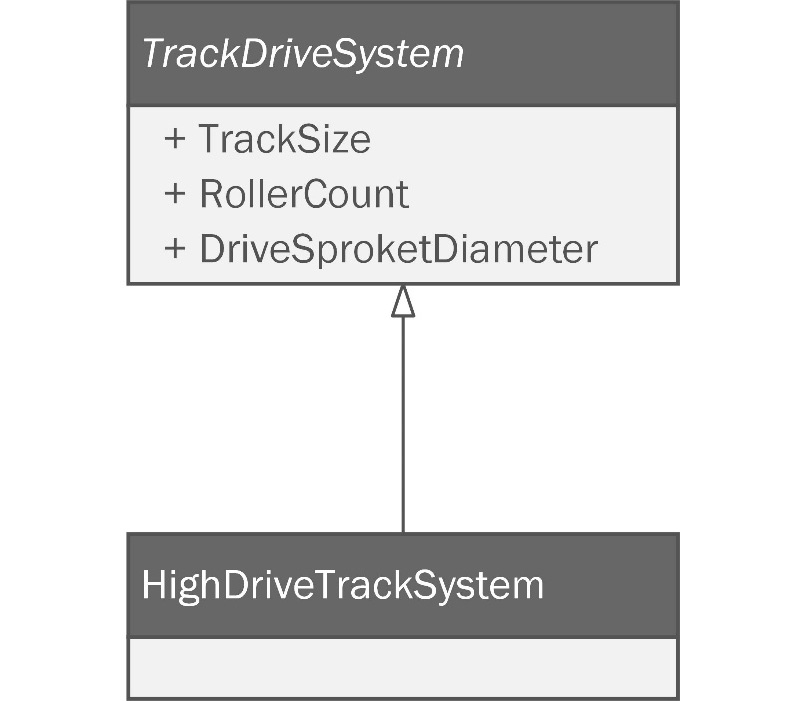 TrackDriveSystem
+ TrackSize
+ RollerCount
+ DriveSproketDiameter
HighDriveTrackSystem